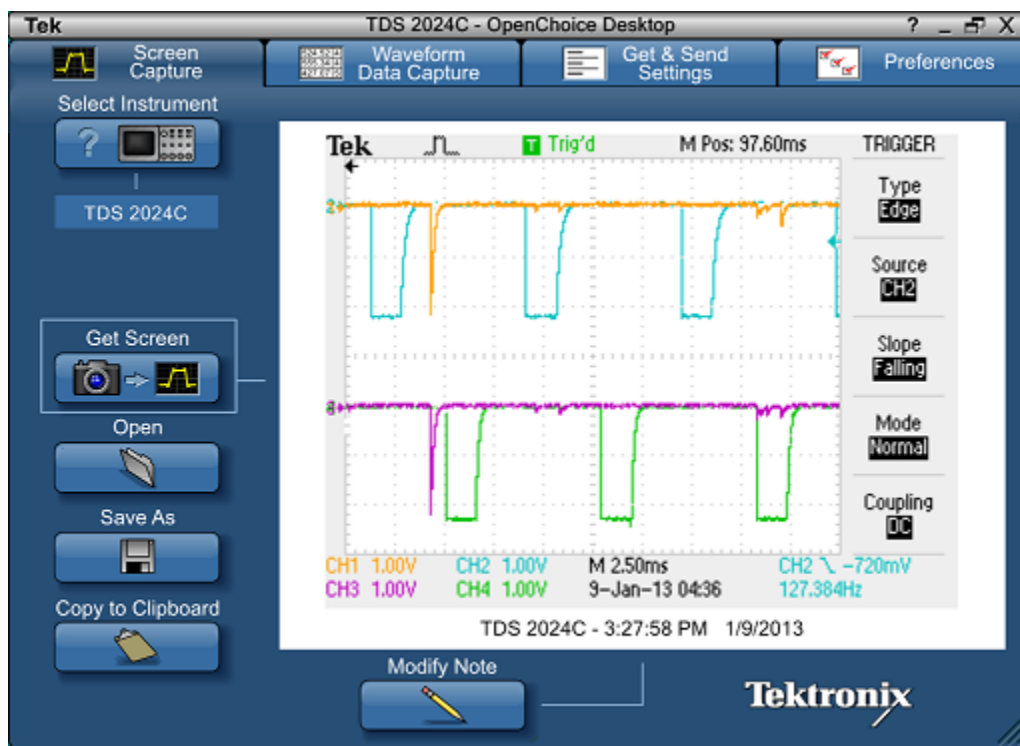 Tek
TDS 2024C - OpenChoice Desktop
? _ X
Screen Capture
Waveform Data Capture
Get & Send Settings
Preferences
Select Instrument
?
TDS 2024C
Get Screen
Open
Save As
Copy to Clipboard
Tek
T Trig'd
M Pos: 97.60ms
TRIGGER
Type
Edge
Source
CH2
Slope
Falling
Mode
Normal
Coupling
DC
CH1 1.00V
CH2 1.00V
M 2.50ms
CH2 \ -720mV
CH3 1.00V
CH4 1.00V
9-Jan-13 04:36
127.384Hz
TDS 2024C - 3:27:58 PM 1/9/2013
Modify Note
Tektronix